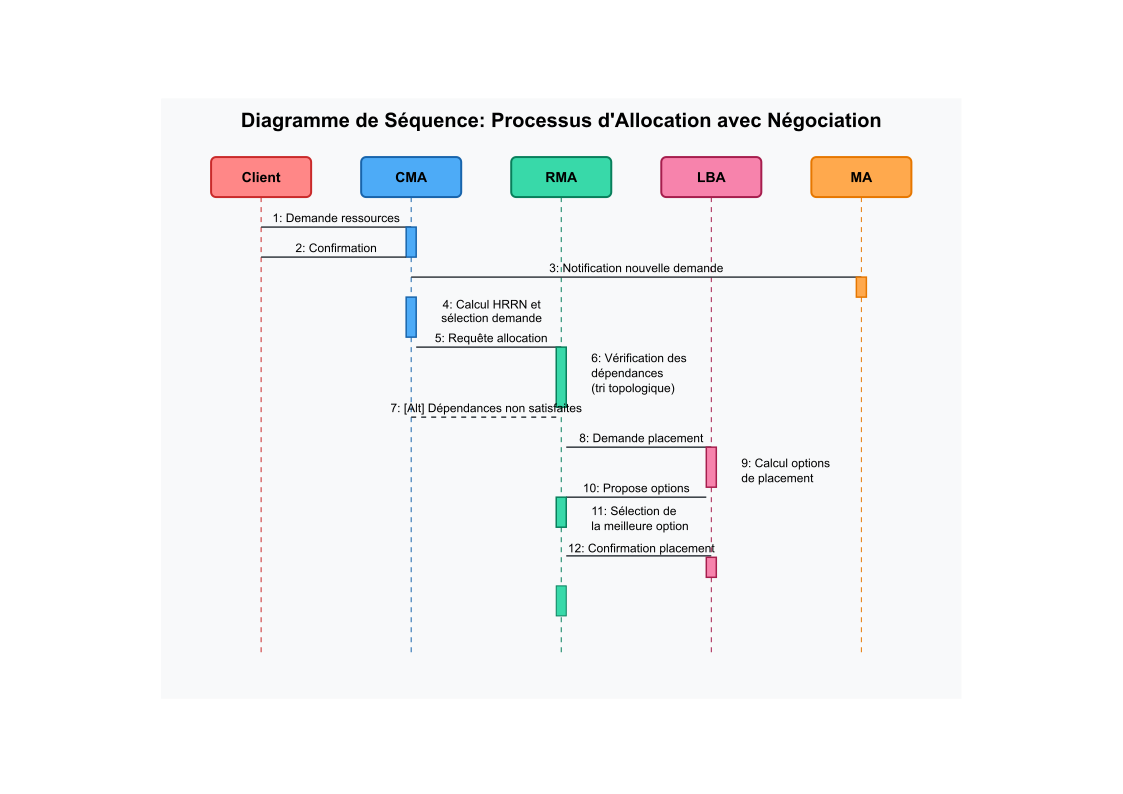 Diagramme de Séquence: Processus d'Allocation avec Négociation
Client
CMA
RMA
LBA
MA
1: Demande ressources
2: Confirmation
3: Notification nouvelle demande
4: Calcul HRRN et
sélection demande
5: Requête allocation
6: Vérification des
dépendances
(tri topologique)
7: [Alt] Dépendances non satisfaites
8: Demande placement
9: Calcul options
de placement
10: Propose options
11: Sélection de
la meilleure option
12: Confirmation placement